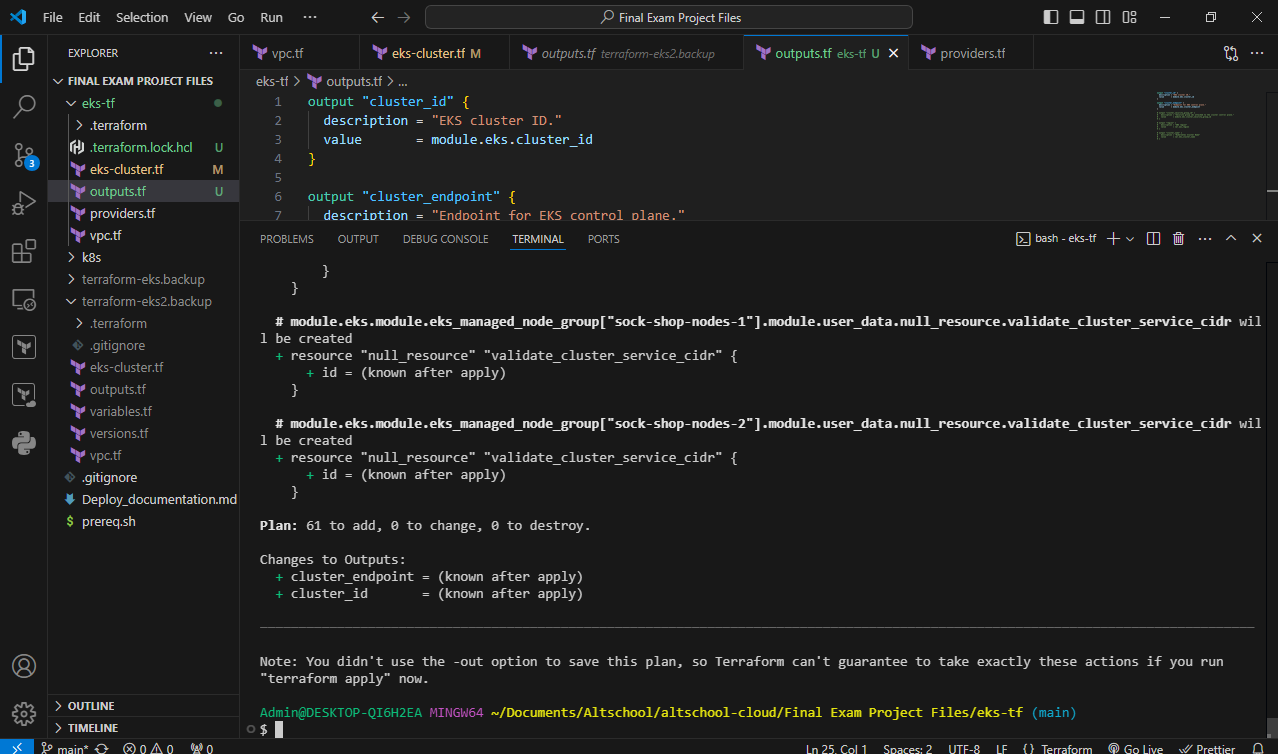 File Edit Selection View Go Run ··· ← → Final Exam Project Files
EXPLORER ···
FINAL EXAM PROJECT FILES
eks-tf
.terraform
.terraform.lock.hcl U
eks-cluster.tf M
outputs.tf U
providers.tf
vpc.tf
k8s
terraform-eks.backup
terraform-eks2.backup
.terraform
.gitignore
eks-cluster.tf
outputs.tf
variables.tf
versions.tf
vpc.tf
.gitignore
Deploy_documentation.md
$ prereq.sh
OUTLINE
TIMELINE
3
vpc.tf eks-cluster.tf M outputs.tf terraform-eks2.backup outputs.tf eks-tf U providers.tf
eks-tf > outputs.tf > ...
1 output "cluster_id" {
2 description = "EKS cluster ID."
3 value = module.eks.cluster_id
4 }
5
6 output "cluster_endpoint" {
7 description = "Endpoint for EKS control plane."
PROBLEMS OUTPUT DEBUG CONSOLE TERMINAL PORTS bash - eks-tf
}
}
# module.eks.module.eks_managed_node_group["sock-shop-nodes-1"].module.user_data.null_resource.validate_cluster_service_cidr wil
l be created
+ resource "null_resource" "validate_cluster_service_cidr" {
+ id = (known after apply)
}
# module.eks.module.eks_managed_node_group["sock-shop-nodes-2"].module.user_data.null_resource.validate_cluster_service_cidr wil
l be created
+ resource "null_resource" "validate_cluster_service_cidr" {
+ id = (known after apply)
}
Plan: 61 to add, 0 to change, 0 to destroy.
Changes to Outputs:
+ cluster_endpoint = (known after apply)
+ cluster_id = (known after apply)
Note: You didn't use the -out option to save this plan, so Terraform can't guarantee to take exactly these actions if you run
"terraform apply" now.
Admin@DESKTOP-QI6H2EA MINGW64 ~/Documents/Altschool/altschool-cloud/Final Exam Project Files/eks-tf (main)
$
main* 0 0 0 Ln 25, Col 1 Spaces: 2 UTF-8 LF {} Terraform Go Live Prettier